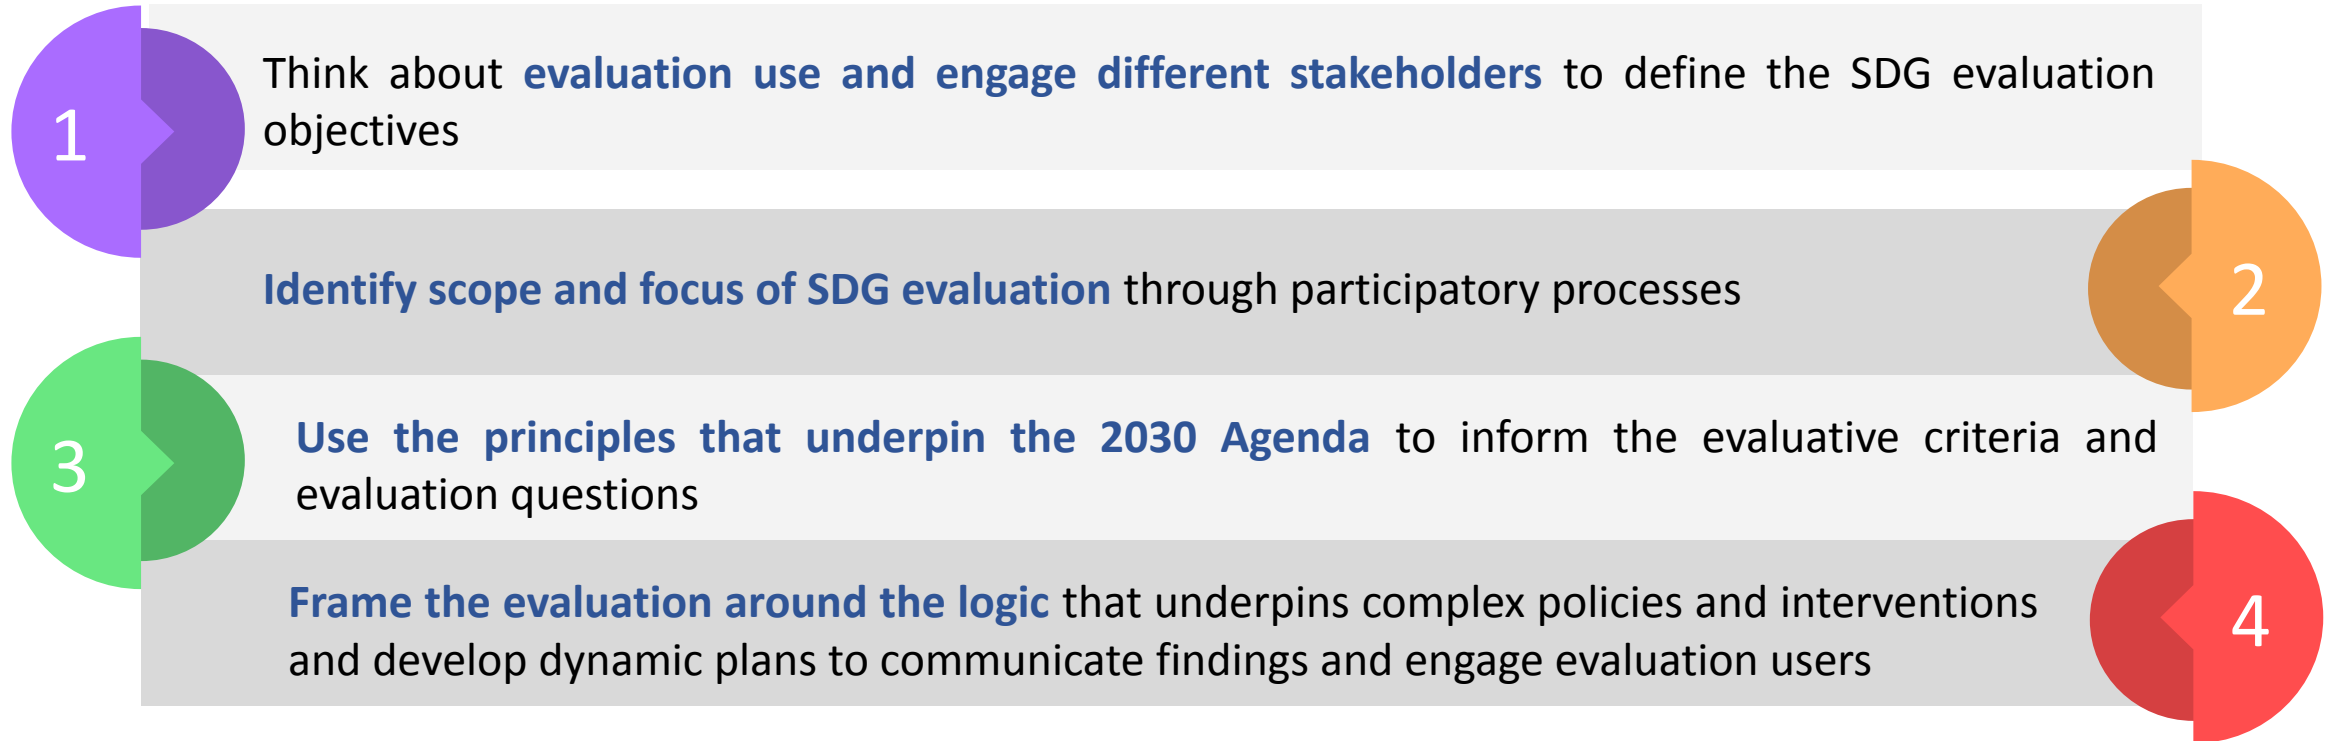 1
Think about evaluation use and engage different stakeholders to define the SDG evaluation
objectives
Identify scope and focus of SDG evaluation through participatory processes
2
3
Use the principles that underpin the 2030 Agenda to inform the evaluative criteria and
evaluation questions
Frame the evaluation around the logic that underpins complex policies and interventions
and develop dynamic plans to communicate findings and engage evaluation users
4